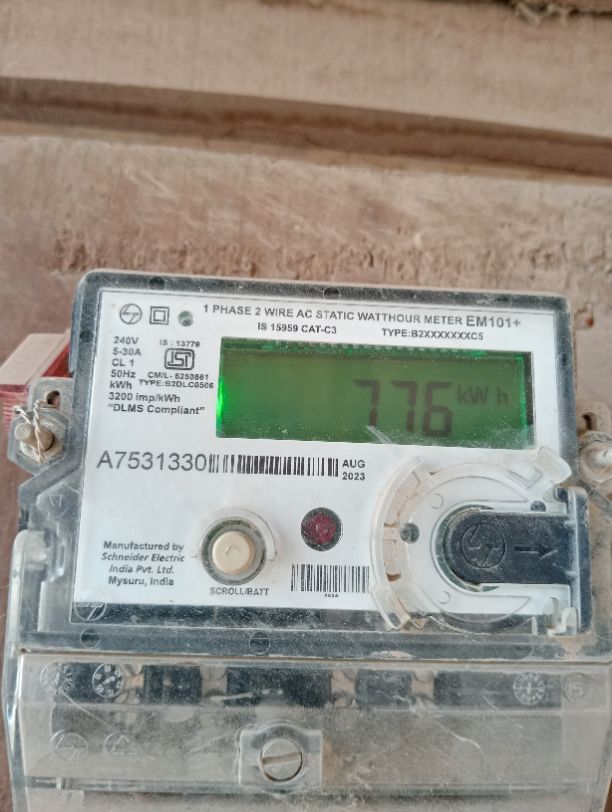 1 PHASE 2 WIRE AC STATIC WATTHOUR METER EM101+
IS 15959 CAT-C3 TYPE:B2XXXXXXXC5
240V
5-30A
CL 1
50Hz
kWh
3200 imp/kWh
"DLMS Compliant"
IS : 13779
ISI
CM/L- 6250861
TYPE:B2DLC0506
776 kWh
A7531330
AUG
2023
Manufactured by
Schneider Electric
India Pvt. Ltd.
Mysuru, India
SCROLL/BATT